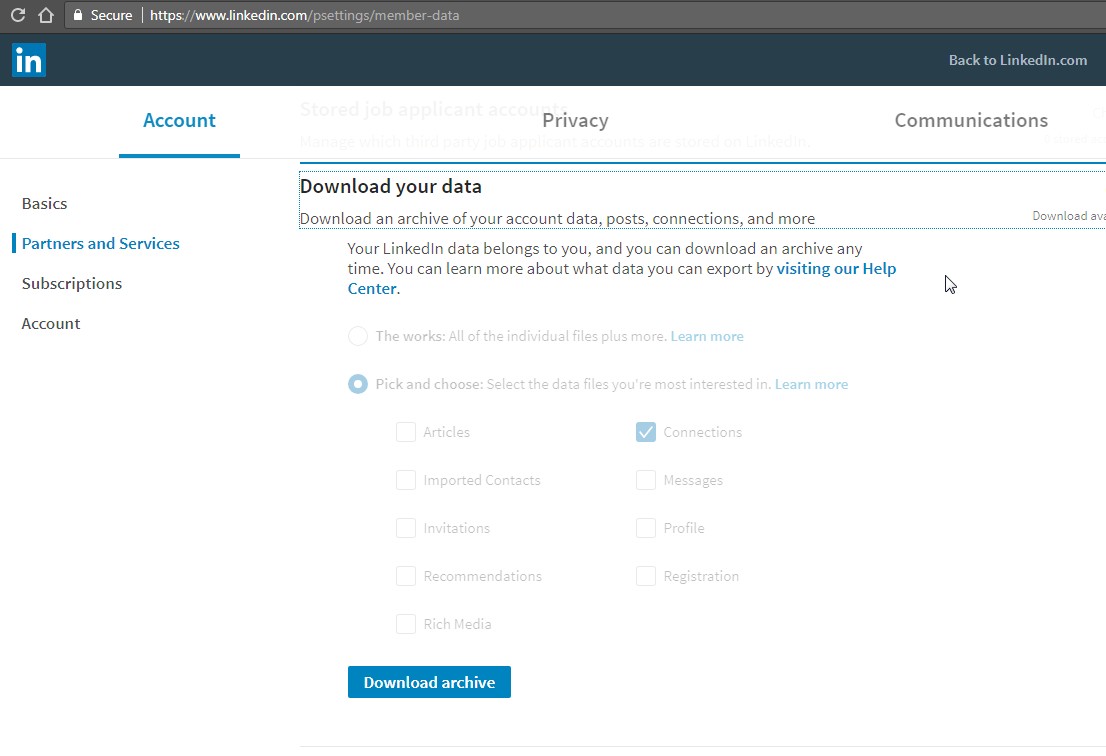 Secure https://www.linkedin.com/psettings/member-data
in Back to LinkedIn.com
Stored job applicant accounts
Account Privacy Communications
Manage which third party job applicant accounts are stored on LinkedIn.
Download your data
Basics
Download an archive of your account data, posts, connections, and more Download ava
Partners and Services
Your LinkedIn data belongs to you, and you can download an archive any
time. You can learn more about what data you can export by visiting our Help
Center.
Subscriptions
Account
The works: All of the individual files plus more. Learn more
Pick and choose: Select the data files you're most interested in. Learn more
Articles Connections
Imported Contacts Messages
Invitations Profile
Recommendations Registration
Rich Media
Download archive